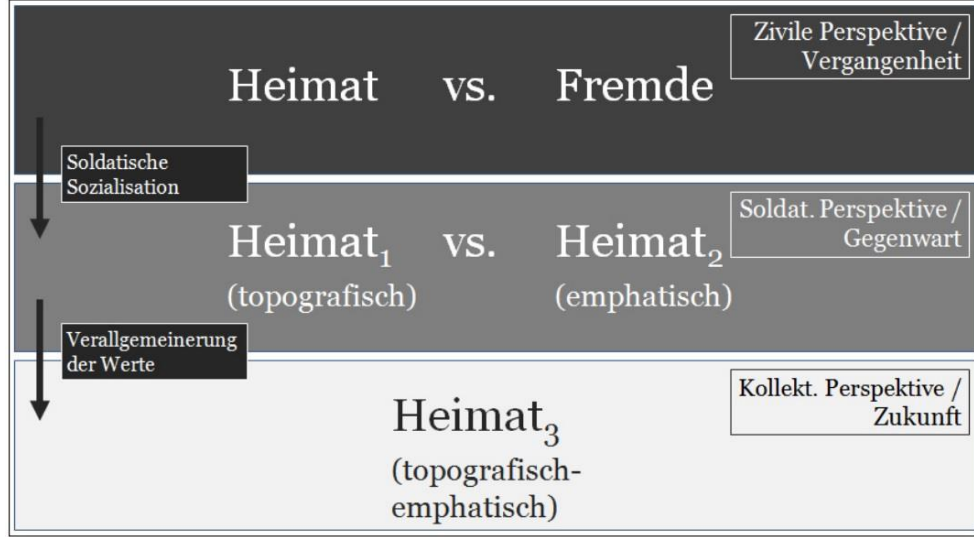 Zivile Perspektive /
Vergangenheit
Heimat vs. Fremde
Soldatische
Sozialisation
Soldat. Perspektive /
Gegenwart
Heimat₁ vs. Heimat₂
(topografisch) (emphatisch)
Verallgemeinerung
der Werte
Kollekt. Perspektive /
Zukunft
Heimat₃
(topografisch-
emphatisch)